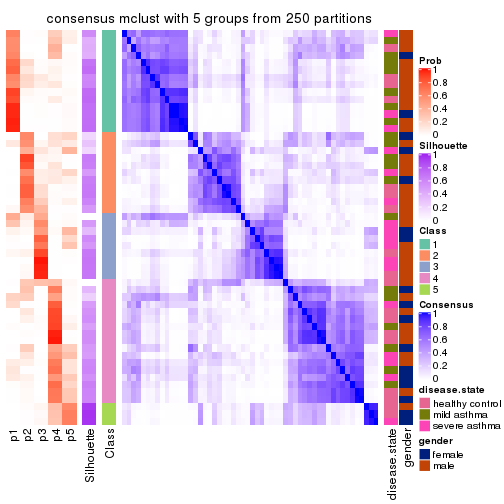 consensus mclust with 5 groups from 250 partitions
Prob
1
0.8
0.6
0.4
0.2
0
Silhouette
1
0.8
0.6
0.4
0.2
0
Class
1
2
3
4
5
Consensus
1
0.8
0.6
0.4
0.2
0
disease.state
healthy control
mild asthma
severe asthma
gender
female
male
p1
p2
p3
p4
p5
Silhouette
Class
disease.state
gender